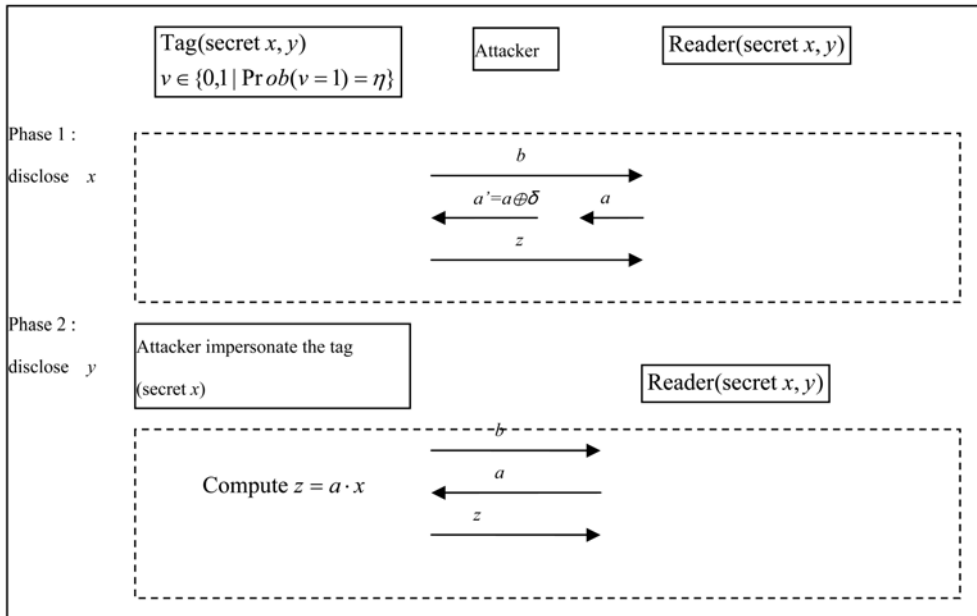 Tag(secret x, y)
v ∈ {0,1 | Prob(v = 1) = η}
Attacker
Reader(secret x, y)
Phase 1 :
disclose x
b
a'=a⊕δ
a
z
Phase 2 :
disclose y
Attacker impersonate the tag
(secret x)
Reader(secret x, y)
b
Compute z = a · x
a
z